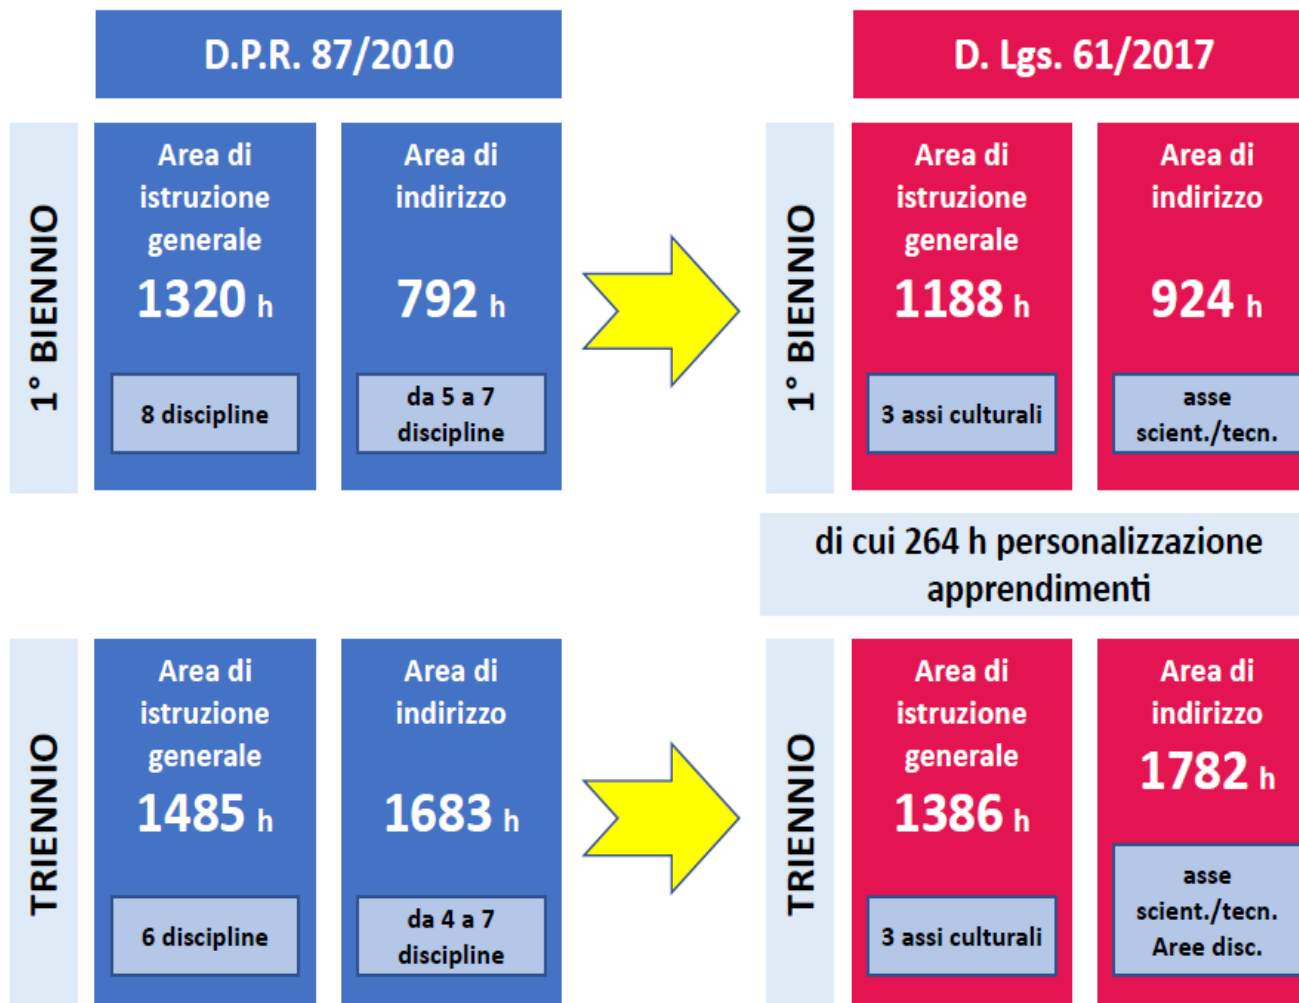 D.P.R. 87/2010
D. Lgs. 61/2017
1° BIENNIO
Area di
istruzione
generale
1320 h
8 discipline
Area di
indirizzo
792 h
da 5 a 7
discipline
1° BIENNIO
Area di
istruzione
generale
1188 h
3 assi culturali
Area di
indirizzo
924 h
asse
scient./tecn.
di cui 264 h personalizzazione
apprendimenti
TRIENNIO
Area di
istruzione
generale
1485 h
6 discipline
Area di
indirizzo
1683 h
da 4 a 7
discipline
TRIENNIO
Area di
istruzione
generale
1386 h
3 assi culturali
Area di
indirizzo
1782 h
asse
scient./tecn.
Aree disc.